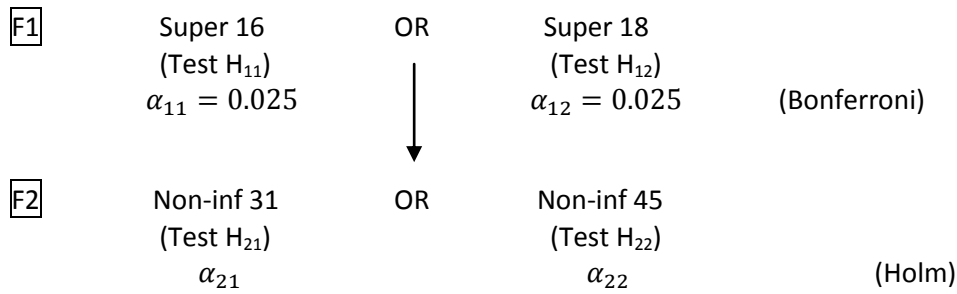 F1 Super 16 OR Super 18
(Test H₁₁) (Test H₁₂)
𝛼₁₁ = 0.025 𝛼₁₂ = 0.025 (Bonferroni)
F2 Non-inf 31 OR Non-inf 45
(Test H₂₁) (Test H₂₂)
𝛼₂₁ 𝛼₂₂ (Holm)